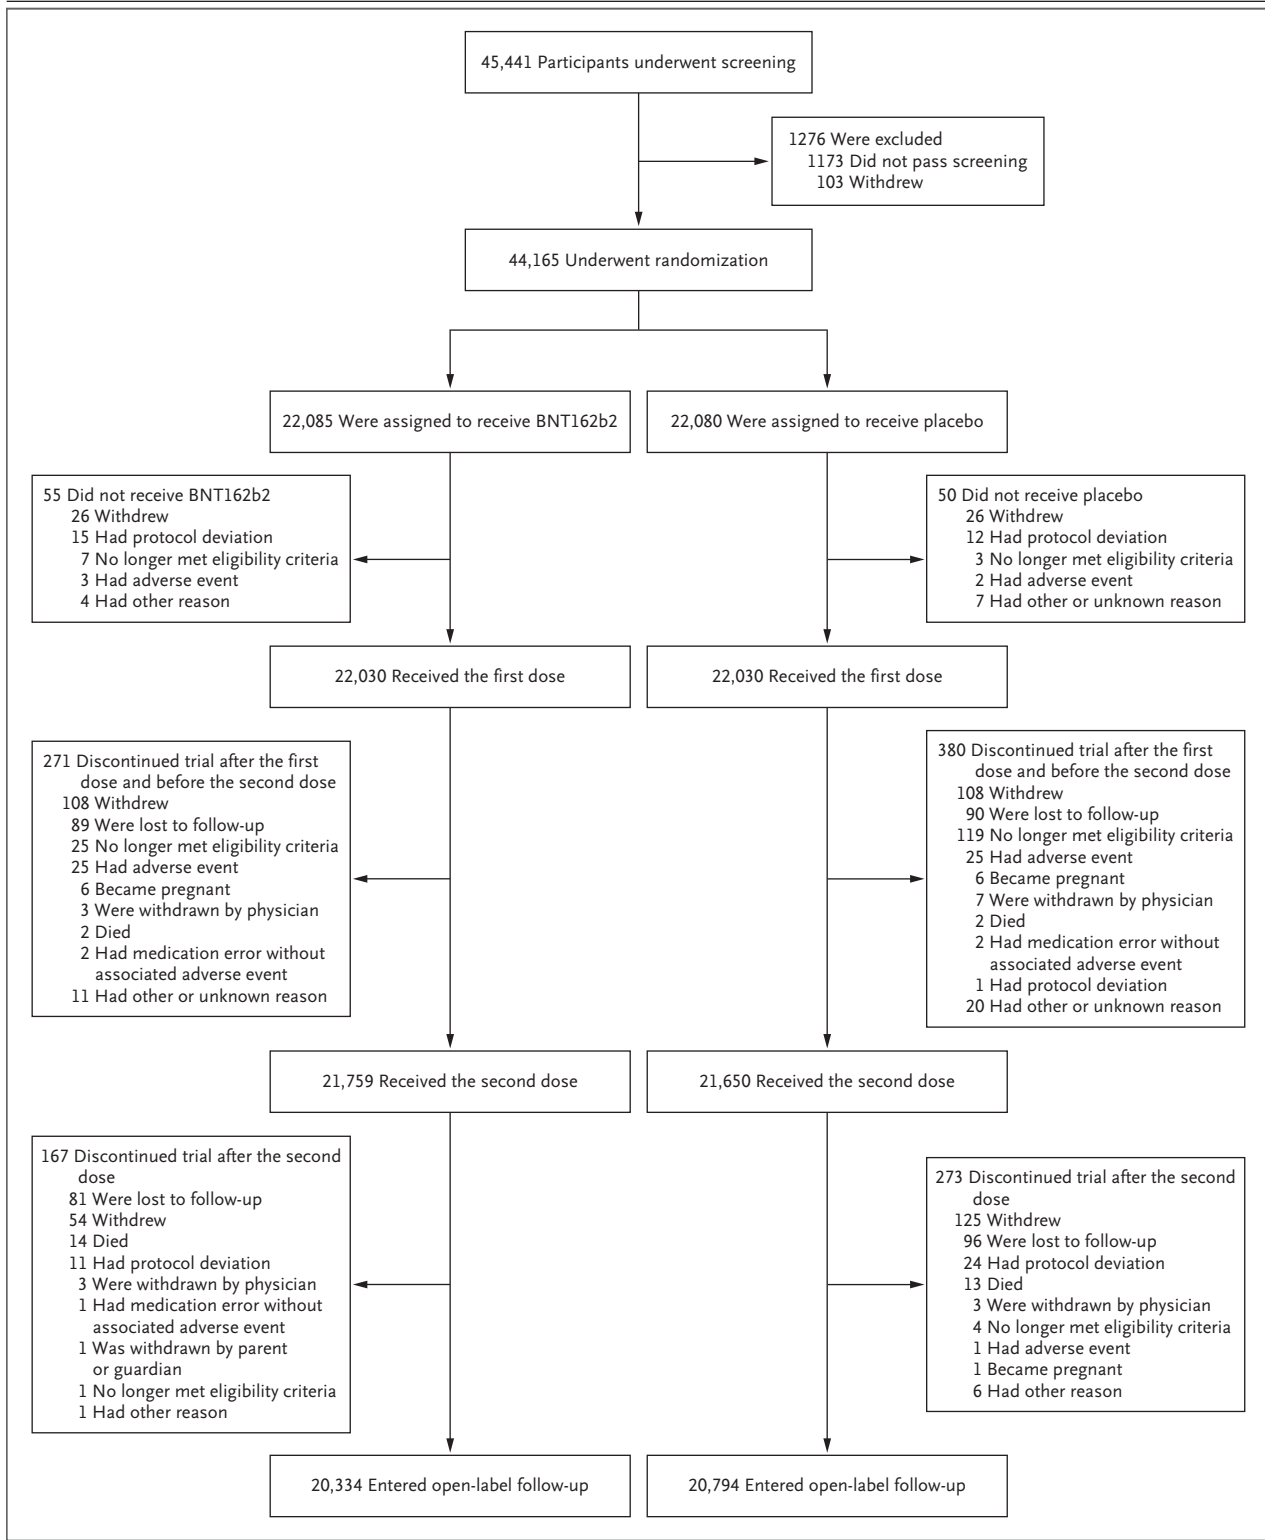 45,441 Participants underwent screening
1276 Were excluded
1173 Did not pass screening
103 Withdrew
44,165 Underwent randomization
22,085 Were assigned to receive BNT162b2
22,080 Were assigned to receive placebo
55 Did not receive BNT162b2
26 Withdrew
15 Had protocol deviation
7 No longer met eligibility criteria
3 Had adverse event
4 Had other reason
50 Did not receive placebo
26 Withdrew
12 Had protocol deviation
3 No longer met eligibility criteria
2 Had adverse event
7 Had other or unknown reason
22,030 Received the first dose
22,030 Received the first dose
271 Discontinued trial after the first
dose and before the second dose
108 Withdrew
89 Were lost to follow-up
25 No longer met eligibility criteria
25 Had adverse event
6 Became pregnant
3 Were withdrawn by physician
2 Died
2 Had medication error without
associated adverse event
11 Had other or unknown reason
380 Discontinued trial after the first
dose and before the second dose
108 Withdrew
90 Were lost to follow-up
119 No longer met eligibility criteria
25 Had adverse event
6 Became pregnant
7 Were withdrawn by physician
2 Died
2 Had medication error without
associated adverse event
1 Had protocol deviation
20 Had other or unknown reason
21,759 Received the second dose
21,650 Received the second dose
167 Discontinued trial after the second
dose
81 Were lost to follow-up
54 Withdrew
14 Died
11 Had protocol deviation
3 Were withdrawn by physician
1 Had medication error without
associated adverse event
1 Was withdrawn by parent
or guardian
1 No longer met eligibility criteria
1 Had other reason
273 Discontinued trial after the second
dose
125 Withdrew
96 Were lost to follow-up
24 Had protocol deviation
13 Died
3 Were withdrawn by physician
4 No longer met eligibility criteria
1 Had adverse event
1 Became pregnant
6 Had other reason
20,334 Entered open-label follow-up
20,794 Entered open-label follow-up